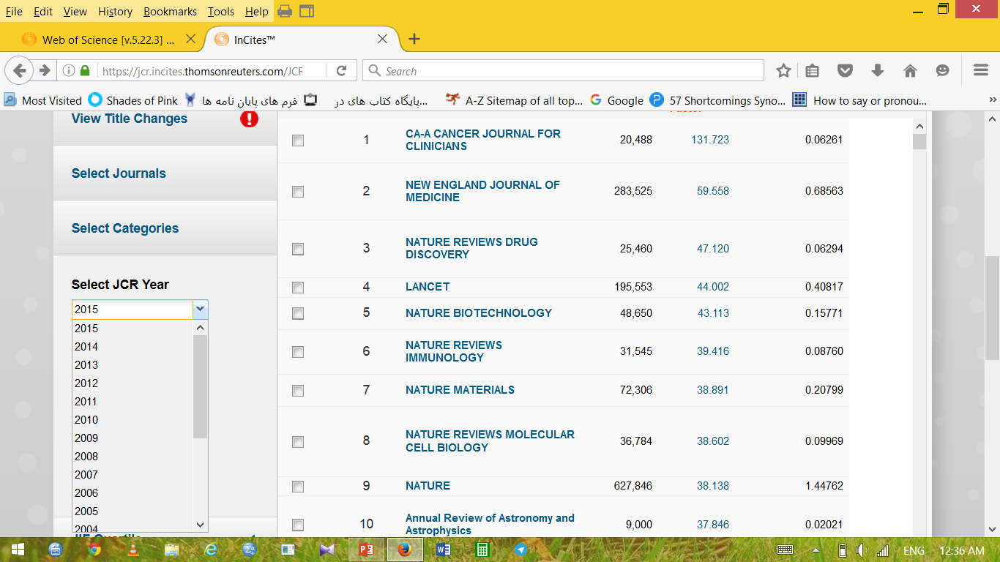 File Edit View History Bookmarks Tools Help
Web of Science [v.5.22.3] ...
InCites™
https://jcr.incites.thomsonreuters.com/JCR
Search
Most Visited
Shades of Pink
فرم های پایان نامه ها
پایگاه کتاب های در...
A-Z Sitemap of all top...
Google
57 Shortcomings Syno...
How to say or pronou...
View Title Changes
Select Journals
Select Categories
Select JCR Year
2015
2015
2014
2013
2012
2011
2010
2009
2008
2007
2006
2005
2004
1 CA-A CANCER JOURNAL FOR 20,488 131.723 0.06261
CLINICIANS
2 NEW ENGLAND JOURNAL OF 283,525 59.558 0.68563
MEDICINE
3 NATURE REVIEWS DRUG 25,460 47.120 0.06294
DISCOVERY
4 LANCET 195,553 44.002 0.40817
5 NATURE BIOTECHNOLOGY 48,650 43.113 0.15771
6 NATURE REVIEWS 31,545 39.416 0.08760
IMMUNOLOGY
7 NATURE MATERIALS 72,306 38.891 0.20799
8 NATURE REVIEWS MOLECULAR 36,784 38.602 0.09969
CELL BIOLOGY
9 NATURE 627,846 38.138 1.44762
10 Annual Review of Astronomy and 9,000 37.846 0.02021
Astrophysics
ENG 12:36 AM